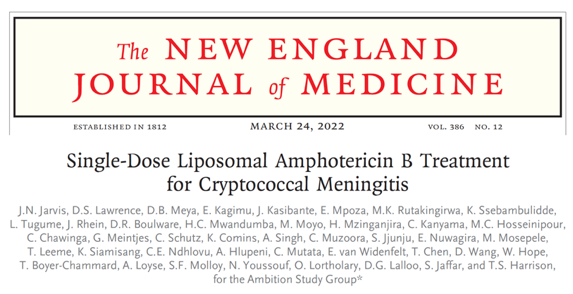 The NEW ENGLAND
JOURNAL of MEDICINE
ESTABLISHED IN 1812 MARCH 24, 2022 VOL. 386 NO. 12
Single-Dose Liposomal Amphotericin B Treatment
for Cryptococcal Meningitis
J.N. Jarvis, D.S. Lawrence, D.B. Meya, E. Kagimu, J. Kasibante, E. Mpoza, M.K. Rutakingirwa, K. Ssebambulidde,
L. Tugume, J. Rhein, D.R. Boulware, H.C. Mwandumba, M. Moyo, H. Mzinganjira, C. Kanyama, M.C. Hosseinipour,
C. Chawinga, G. Meintjes, C. Schutz, K. Comins, A. Singh, C. Muzoora, S. Jjunju, E. Nuwagira, M. Mosepele,
T. Leeme, K. Siamisang, C.E. Ndhlovu, A. Hlupeni, C. Mutata, E. van Widenfelt, T. Chen, D. Wang, W. Hope,
T. Boyer-Chammard, A. Loyse, S.F. Molloy, N. Youssouf, O. Lortholary, D.G. Lalloo, S. Jaffar, and T.S. Harrison,
for the Ambition Study Group*